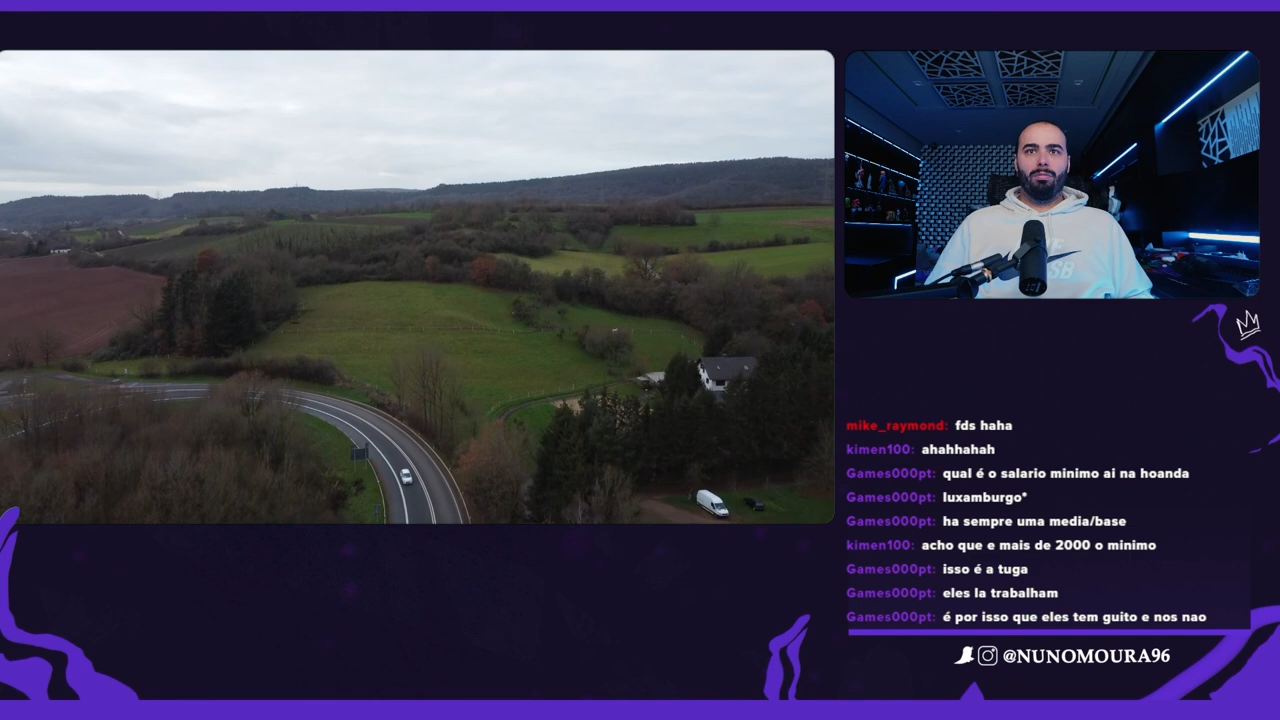 mike_raymond: fds haha
kimen100: ahahhahah
Games000pt: qual é o salario minimo ai na hoanda
Games000pt: luxamburgo*
Games000pt: ha sempre uma media/base
kimen100: acho que e mais de 2000 o minimo
Games000pt: isso é a tuga
Games000pt: eles la trabalham
Games000pt: é por isso que eles tem guito e nos nao
@NUNOMOURA96